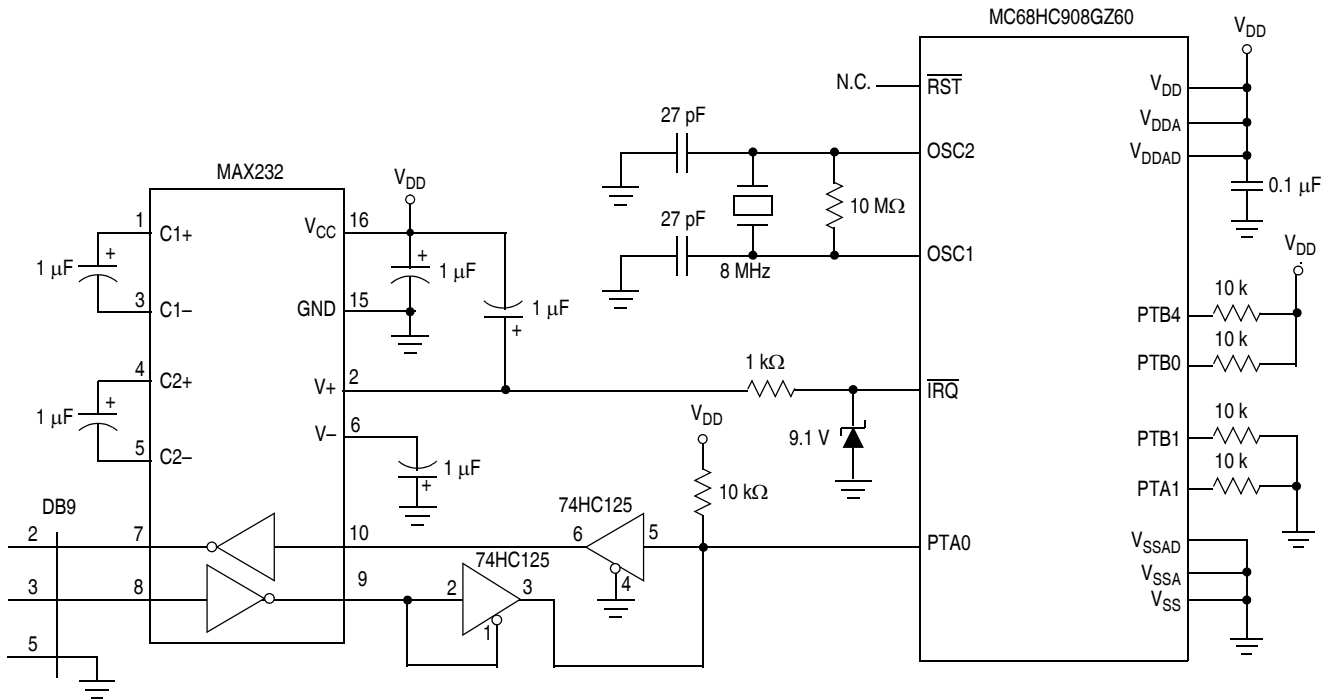 MC68HC908GZ60
VDD
N.C.
RST
VDD
27 pF
VDDA
OSC2
VDDAD
MAX232
VDD
10 MΩ
0.1 μF
1
C1+
VCC
16
27 pF
VDD
1 μF
+
+
1 μF
8 MHz
OSC1
3
C1–
GND
15
1 μF
+
10 k
PTB4
10 k
PTB0
4
C2+
V+
2
1 kΩ
IRQ
1 μF
+
VDD
9.1 V
10 k
PTB1
V–
6
5
C2–
1 μF
+
10 k
PTA1
10 kΩ
DB9
74HC125
2
7
10
6
5
4
PTA0
VSSAD
74HC125
3
8
9
2
3
1
VSSA
VSS
5